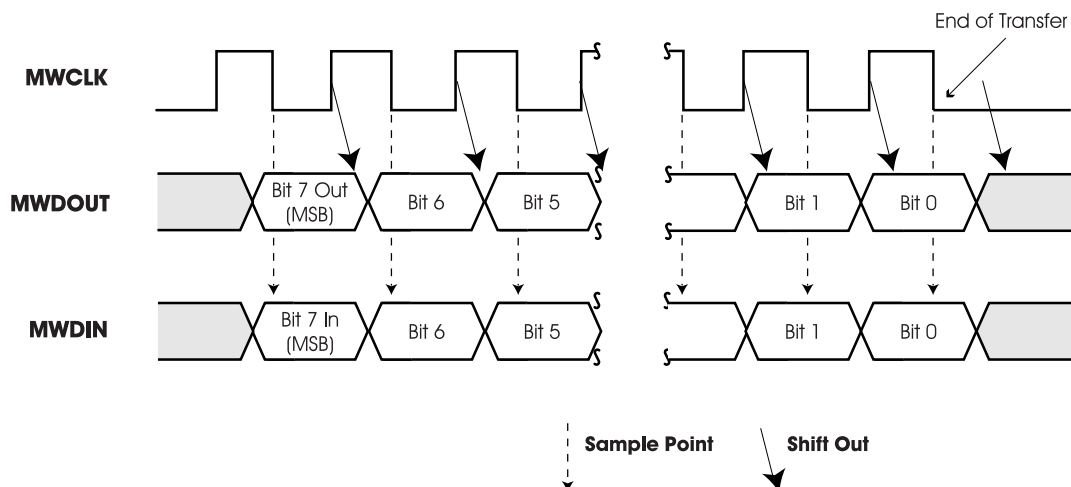 End of Transfer
MWCLK
MWDOUT
Bit 7 Out
(MSB)
Bit 6
Bit 5
Bit 1
Bit 0
MWDIN
Bit 7 In
(MSB)
Bit 6
Bit 5
Bit 1
Bit 0
Sample Point
Shift Out